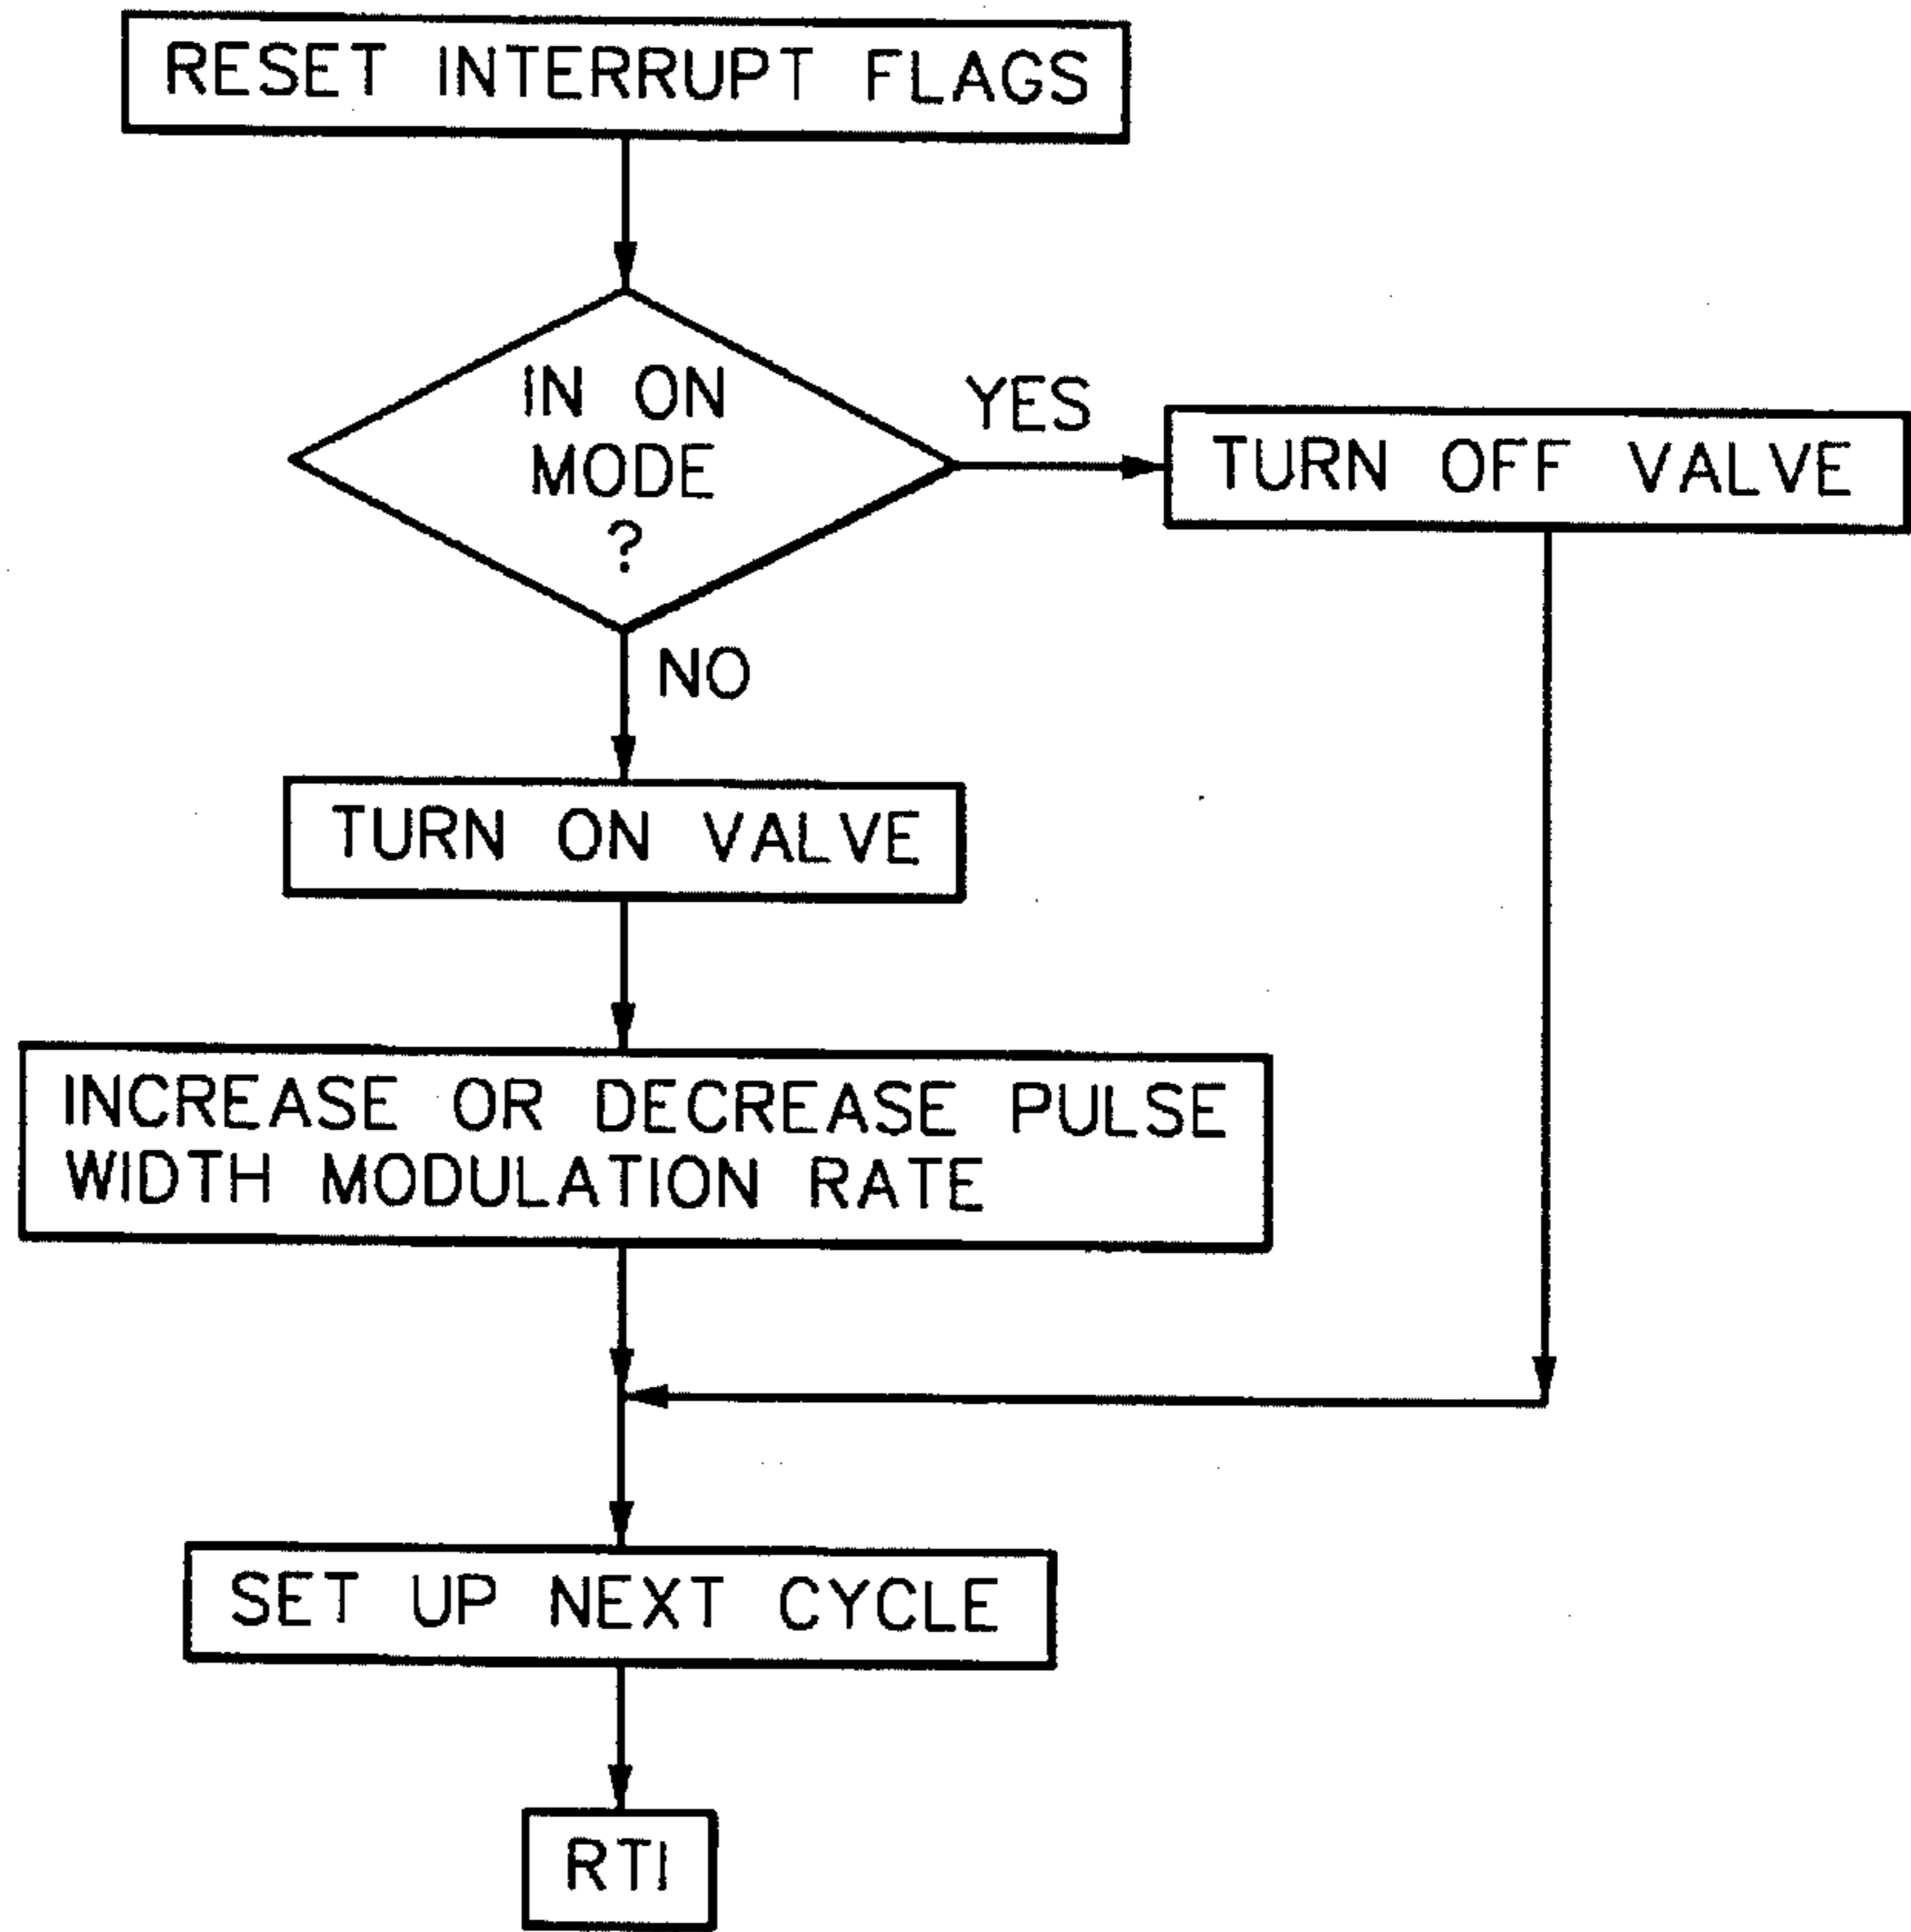 RESET INTERRUPT FLAGS
IN ON
MODE
?
YES
TURN OFF VALVE
NO
TURN ON VALVE
INCREASE OR DECREASE PULSE
WIDTH MODULATION RATE
SET UP NEXT CYCLE
RTI